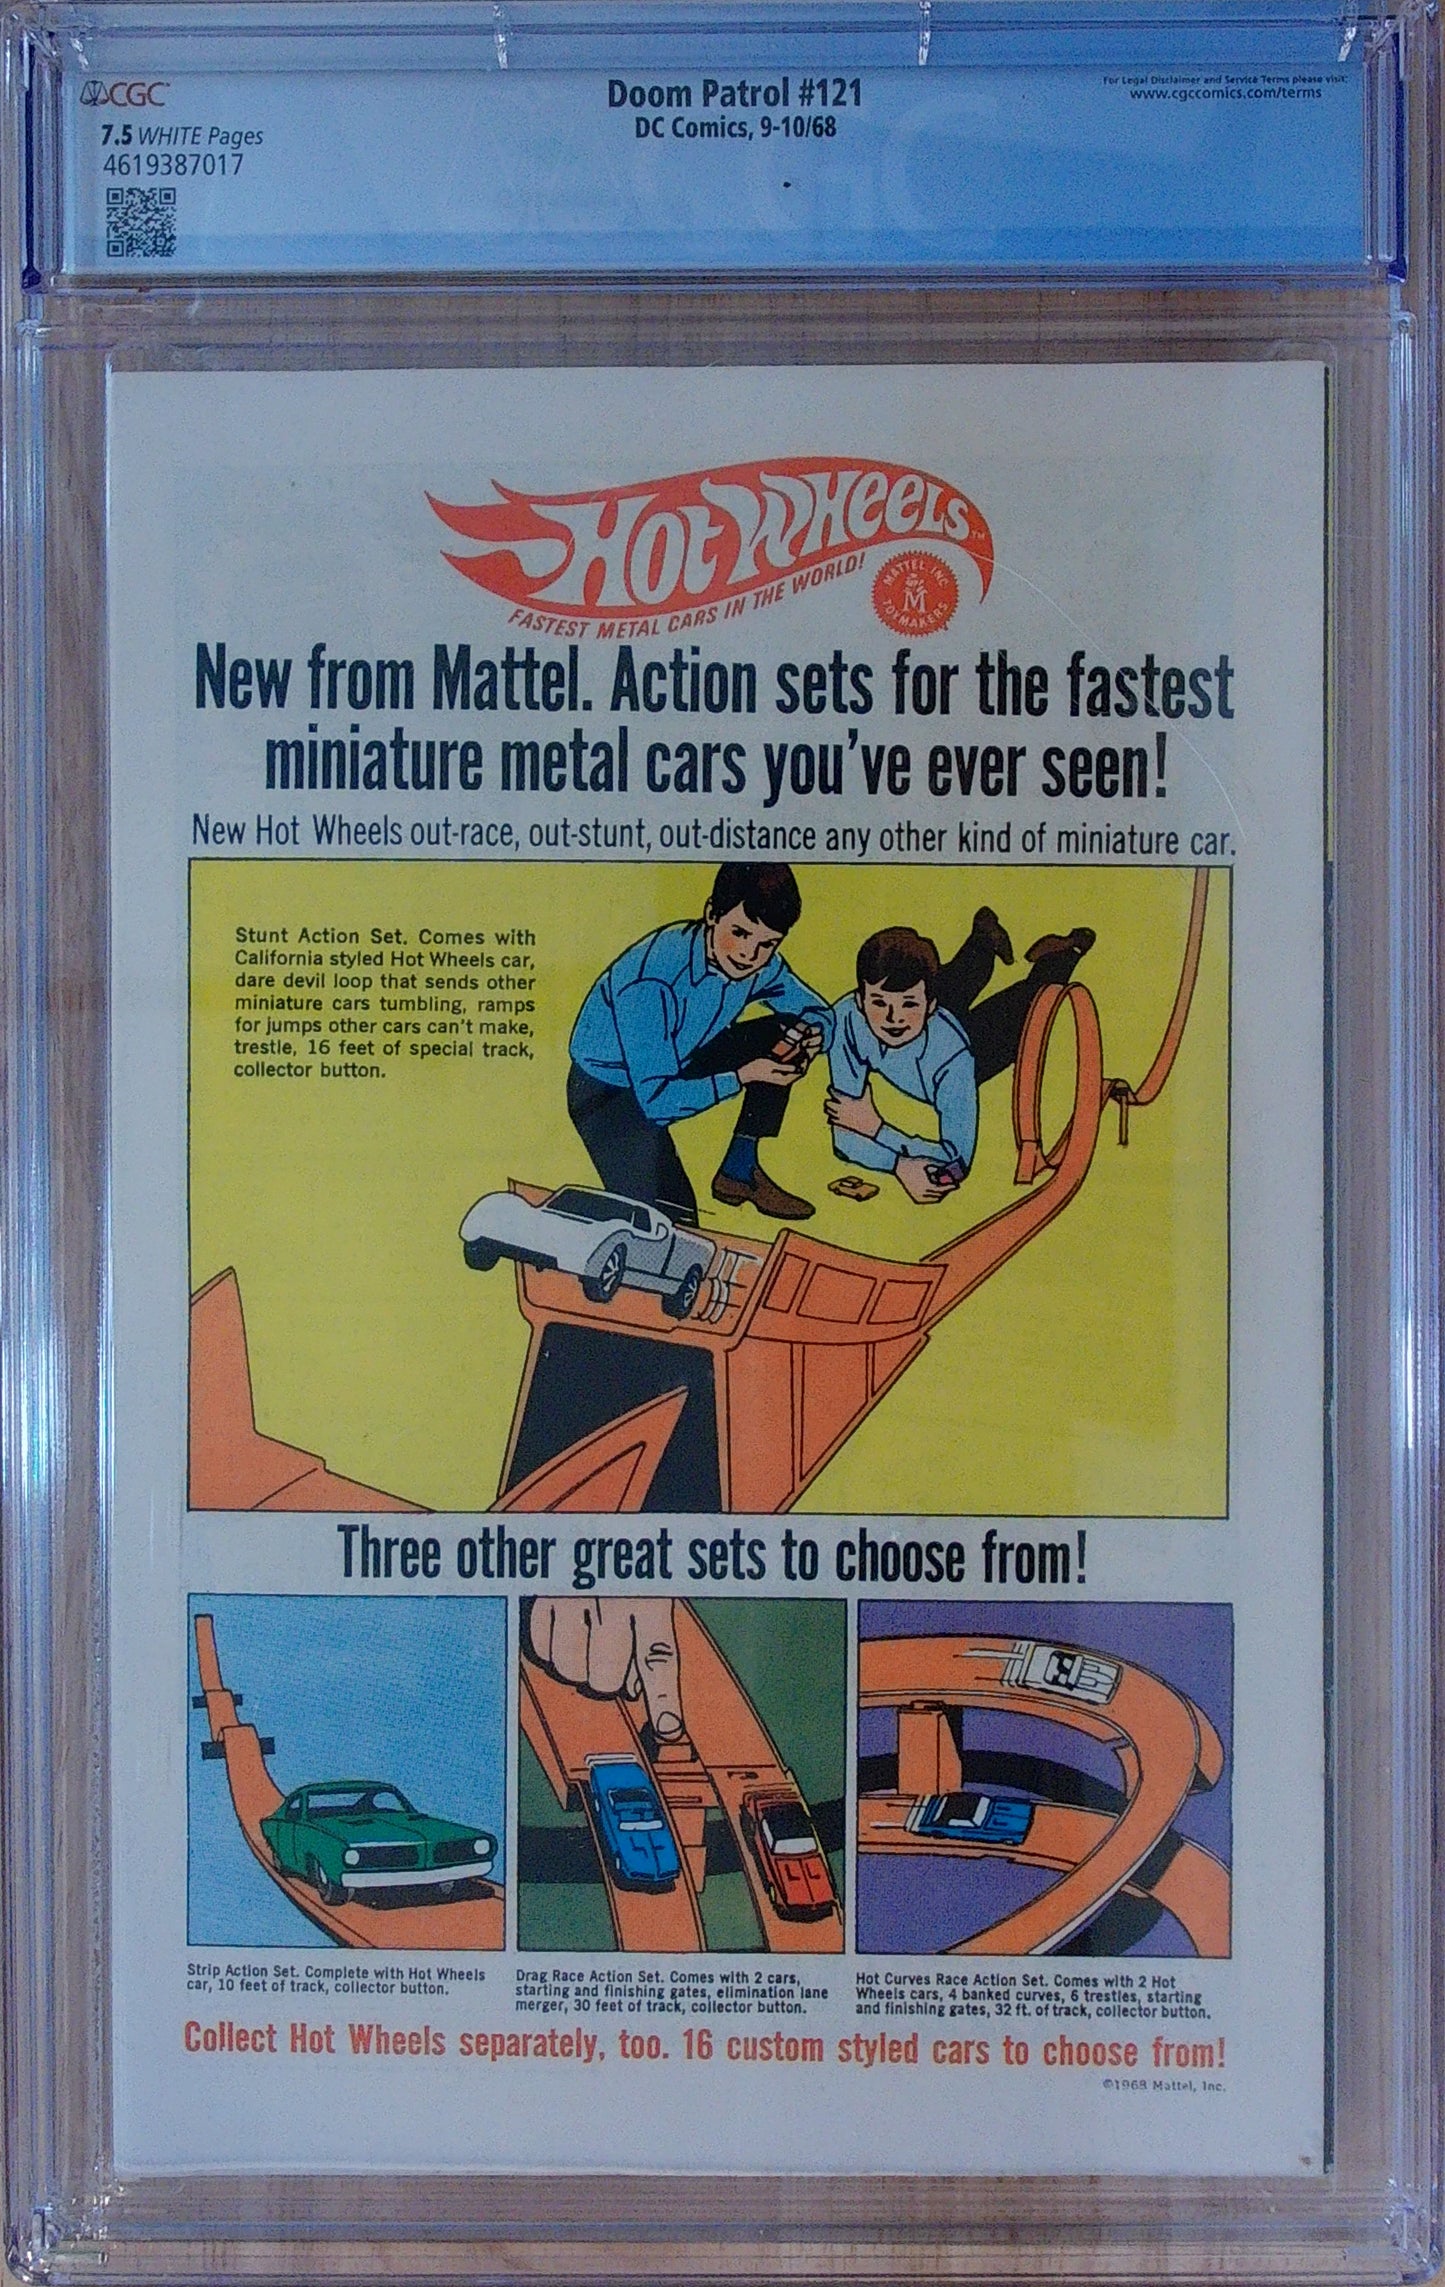 CGC
7.5 WHITE Pages
4619387017
Doom Patrol #121
DC Comics, 9-10/68
For Legal Disclaimer and Service Terms please visit:
www.cgccomics.com/terms
HOT WHEELS TM
FASTEST METAL CARS IN THE WORLD!
MATTEL INC
M
TOYMAKERS
New from Mattel. Action sets for the fastest
miniature metal cars you've ever seen!
New Hot Wheels out-race, out-stunt, out-distance any other kind of miniature car.
Stunt Action Set. Comes with
California styled Hot Wheels car,
dare devil loop that sends other
miniature cars tumbling, ramps
for jumps other cars can't make,
trestle, 16 feet of special track,
collector button.
Three other great sets to choose from!
Strip Action Set. Complete with Hot Wheels
car, 10 feet of track, collector button.
Drag Race Action Set. Comes with 2 cars,
starting and finishing gates, elimination lane
merger, 30 feet of track, collector button.
Hot Curves Race Action Set. Comes with 2 Hot
Wheels cars, 4 banked curves, 6 trestles, starting
and finishing gates, 32 ft. of track, collector button.
Collect Hot Wheels separately, too. 16 custom styled cars to choose from!
©1968 Mattel, Inc.